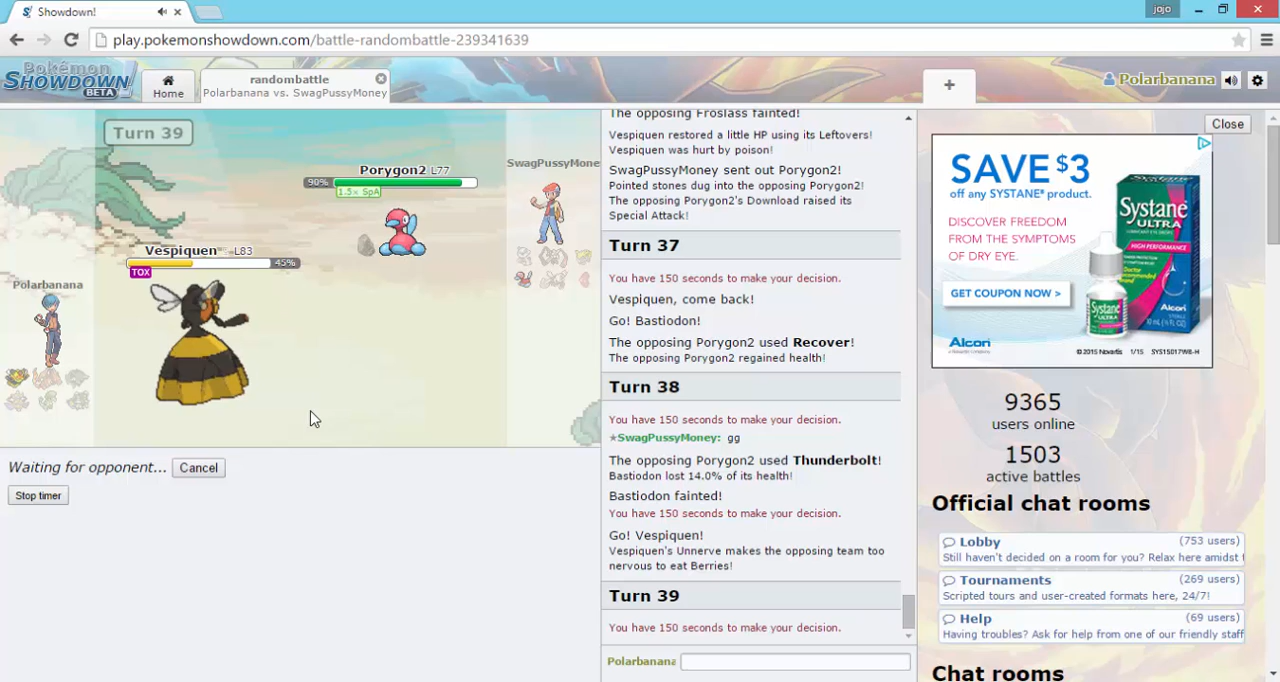 Showdown!
jojo
play.pokemonshowdown.com/battle-randombattle-239341639
Pokémon
SHOWDOWN
BETA
Home
randombattle
Polarbanana vs. SwagPussyMoney
+
Polarbanana
Turn 39
Porygon2 L77
90%
1.5× SpA
SwagPussyMone
Vespiquen L83
45%
TOX
Polarbanana
Waiting for opponent... Cancel
Stop timer
The opposing Froslass fainted!
Vespiquen restored a little HP using its Leftovers!
Vespiquen was hurt by poison!
SwagPussyMoney sent out Porygon2!
Pointed stones dug into the opposing Porygon2!
The opposing Porygon2's Download raised its
Special Attack!
Turn 37
You have 150 seconds to make your decision.
Vespiquen, come back!
Go! Bastiodon!
The opposing Porygon2 used Recover!
The opposing Porygon2 regained health!
Turn 38
You have 150 seconds to make your decision.
★SwagPussyMoney: gg
The opposing Porygon2 used Thunderbolt!
Bastiodon lost 14.0% of its health!
Bastiodon fainted!
You have 150 seconds to make your decision.
Go! Vespiquen!
Vespiquen's Unnerve makes the opposing team too
nervous to eat Berries!
Turn 39
You have 150 seconds to make your decision.
Polarbanana
Close
SAVE $3
off any SYSTANE® product.
DISCOVER FREEDOM
FROM THE SYMPTOMS
OF DRY EYE.
GET COUPON NOW >
Alcon
© 2015 Novartis 1/15 SYS15017W8-H
Systane
ULTRA
HIGH PERFORMANCE
Systane
ULTRA
Alcon
9365
users online
1503
active battles
Official chat rooms
Lobby (753 users)
Still haven't decided on a room for you? Relax here amidst t
Tournaments (269 users)
Scripted tours and user-created formats here, 24/7!
Help (69 users)
Having troubles? Ask for help from one of our friendly staff
Chat rooms